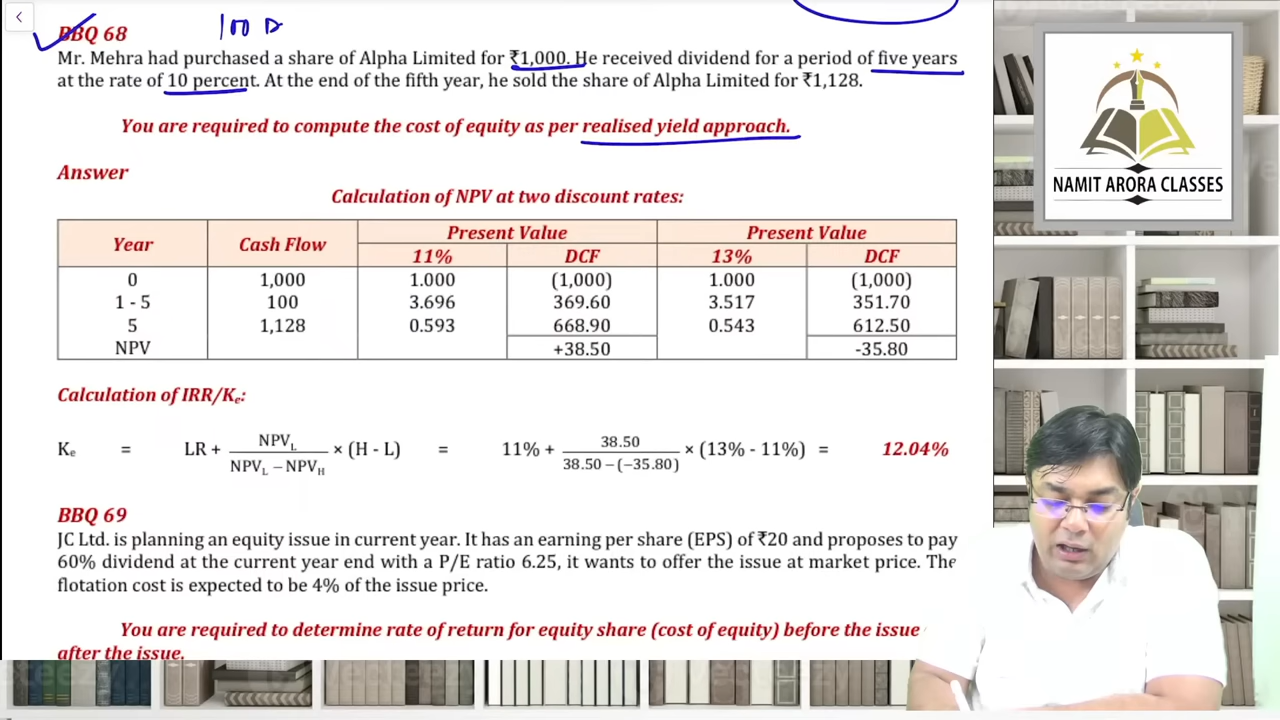 100 D
BBQ 68
Mr. Mehra had purchased a share of Alpha Limited for ₹1,000. He received dividend for a period of five years
at the rate of 10 percent. At the end of the fifth year, he sold the share of Alpha Limited for ₹1,128.
You are required to compute the cost of equity as per realised yield approach.
Answer
Calculation of NPV at two discount rates:
Year Cash Flow Present Value Present Value
11% DCF 13% DCF
0 1,000 1.000 (1,000) 1.000 (1,000)
1 - 5 100 3.696 369.60 3.517 351.70
5 1,128 0.593 668.90 0.543 612.50
NPV +38.50 -35.80
Calculation of IRR/Kₑ:
Kₑ = LR + NPV_L / (NPV_L − NPV_H) × (H - L) = 11% + 38.50 / (38.50 − (−35.80)) × (13% - 11%) = 12.04%
BBQ 69
JC Ltd. is planning an equity issue in current year. It has an earning per share (EPS) of ₹20 and proposes to pay
60% dividend at the current year end with a P/E ratio 6.25, it wants to offer the issue at market price. The
flotation cost is expected to be 4% of the issue price.
You are required to determine rate of return for equity share (cost of equity) before the issue
after the issue.
NAMIT ARORA CLASSES